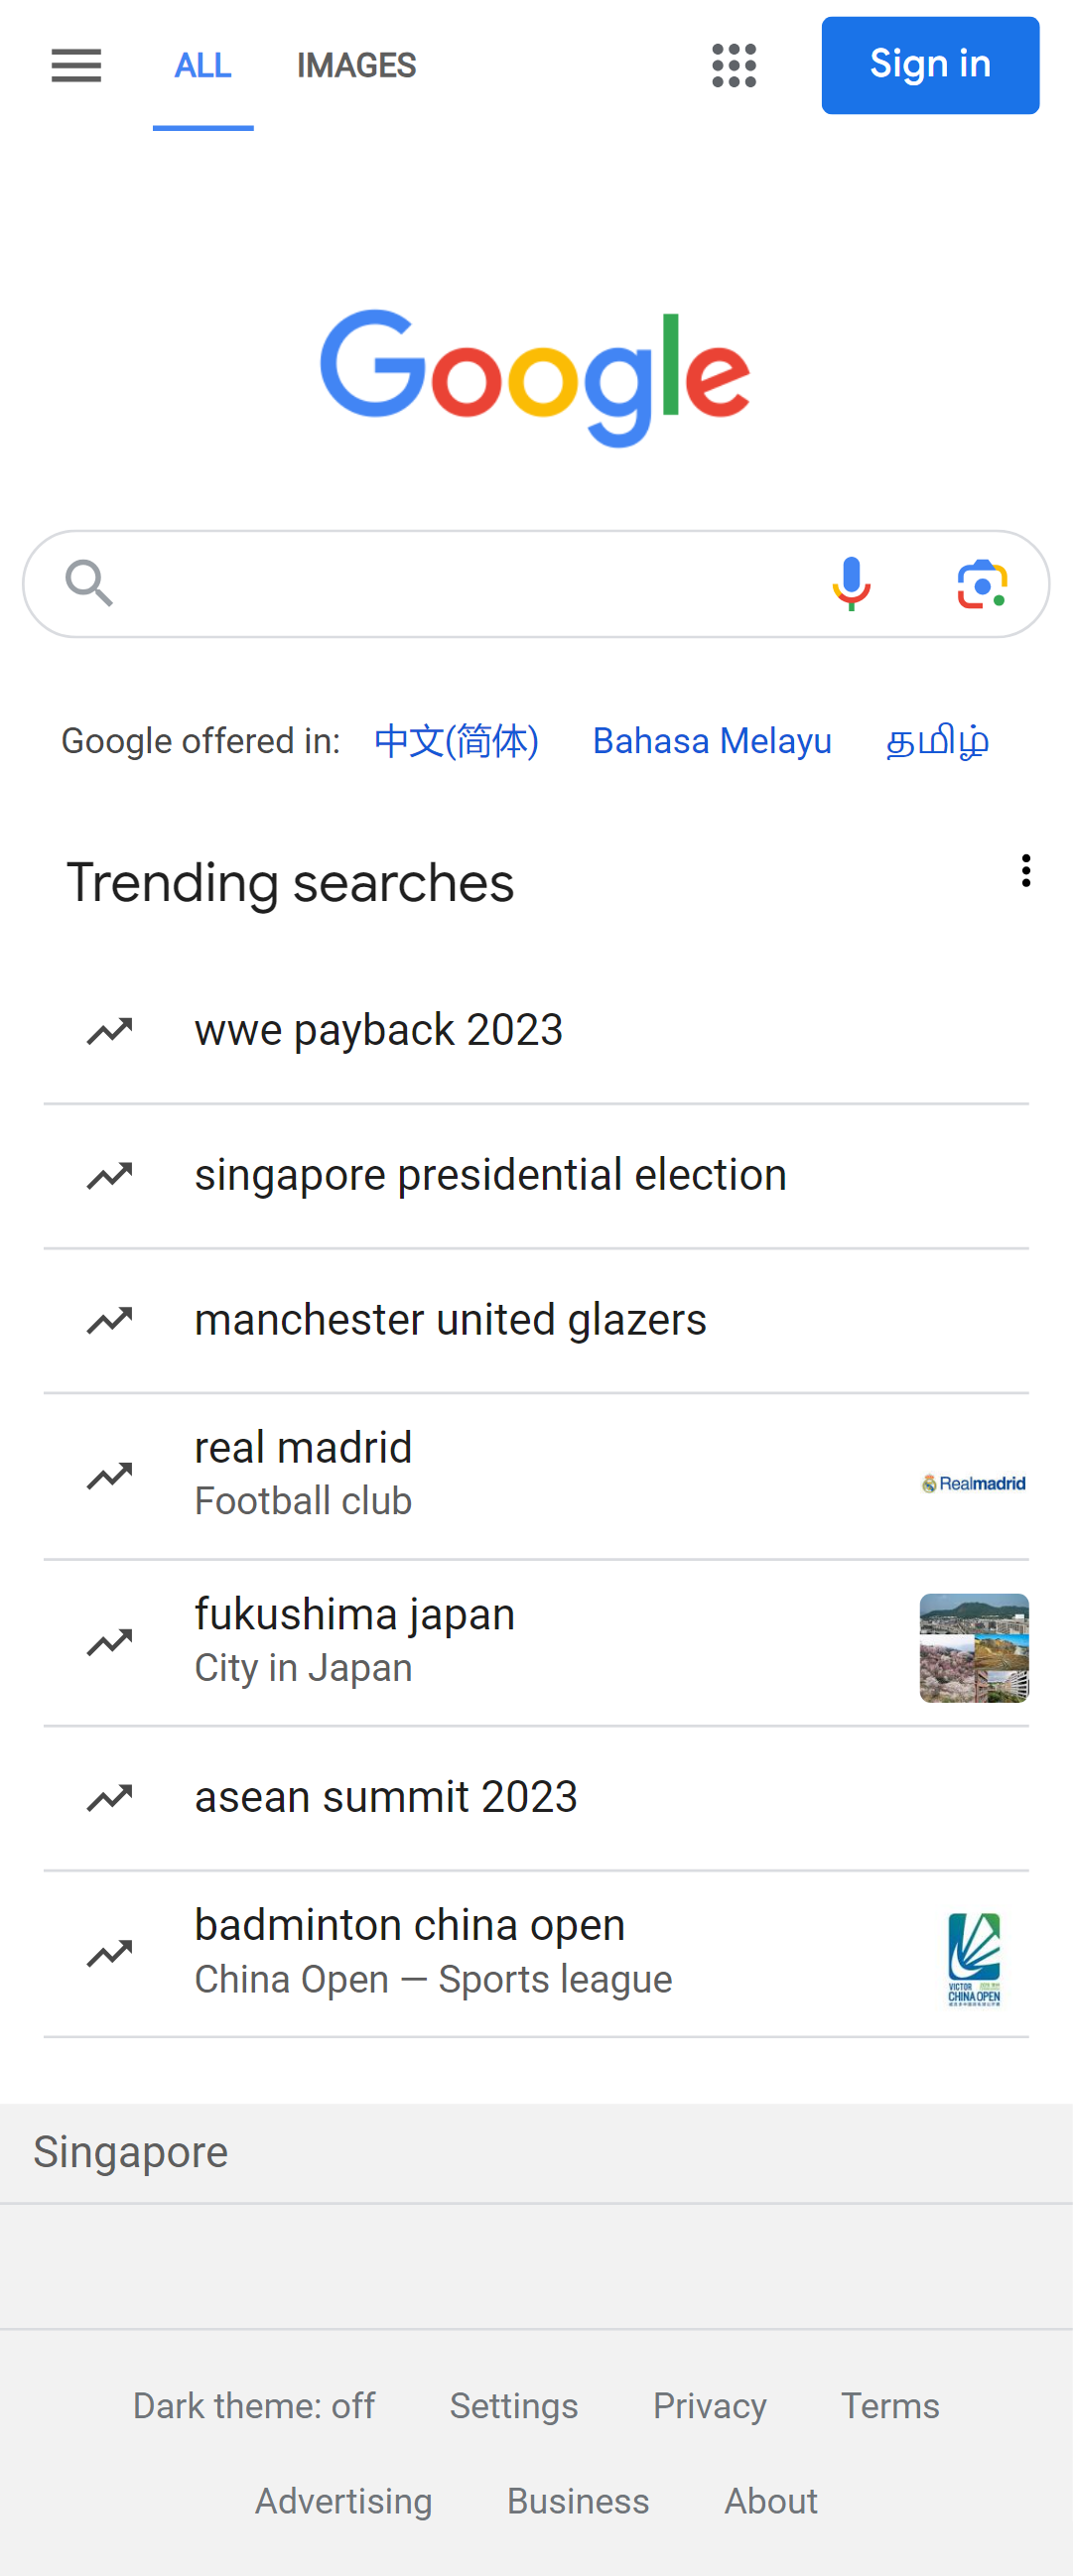 ALL IMAGES Sign in
Google
Google offered in: 中文(简体) Bahasa Melayu தமிழ்
Trending searches
wwe payback 2023
singapore presidential election
manchester united glazers
real madrid
Football club
Realmadrid
fukushima japan
City in Japan
asean summit 2023
badminton china open
China Open — Sports league
VICTOR
CHINA OPEN
Singapore
Dark theme: off Settings Privacy Terms
Advertising Business About